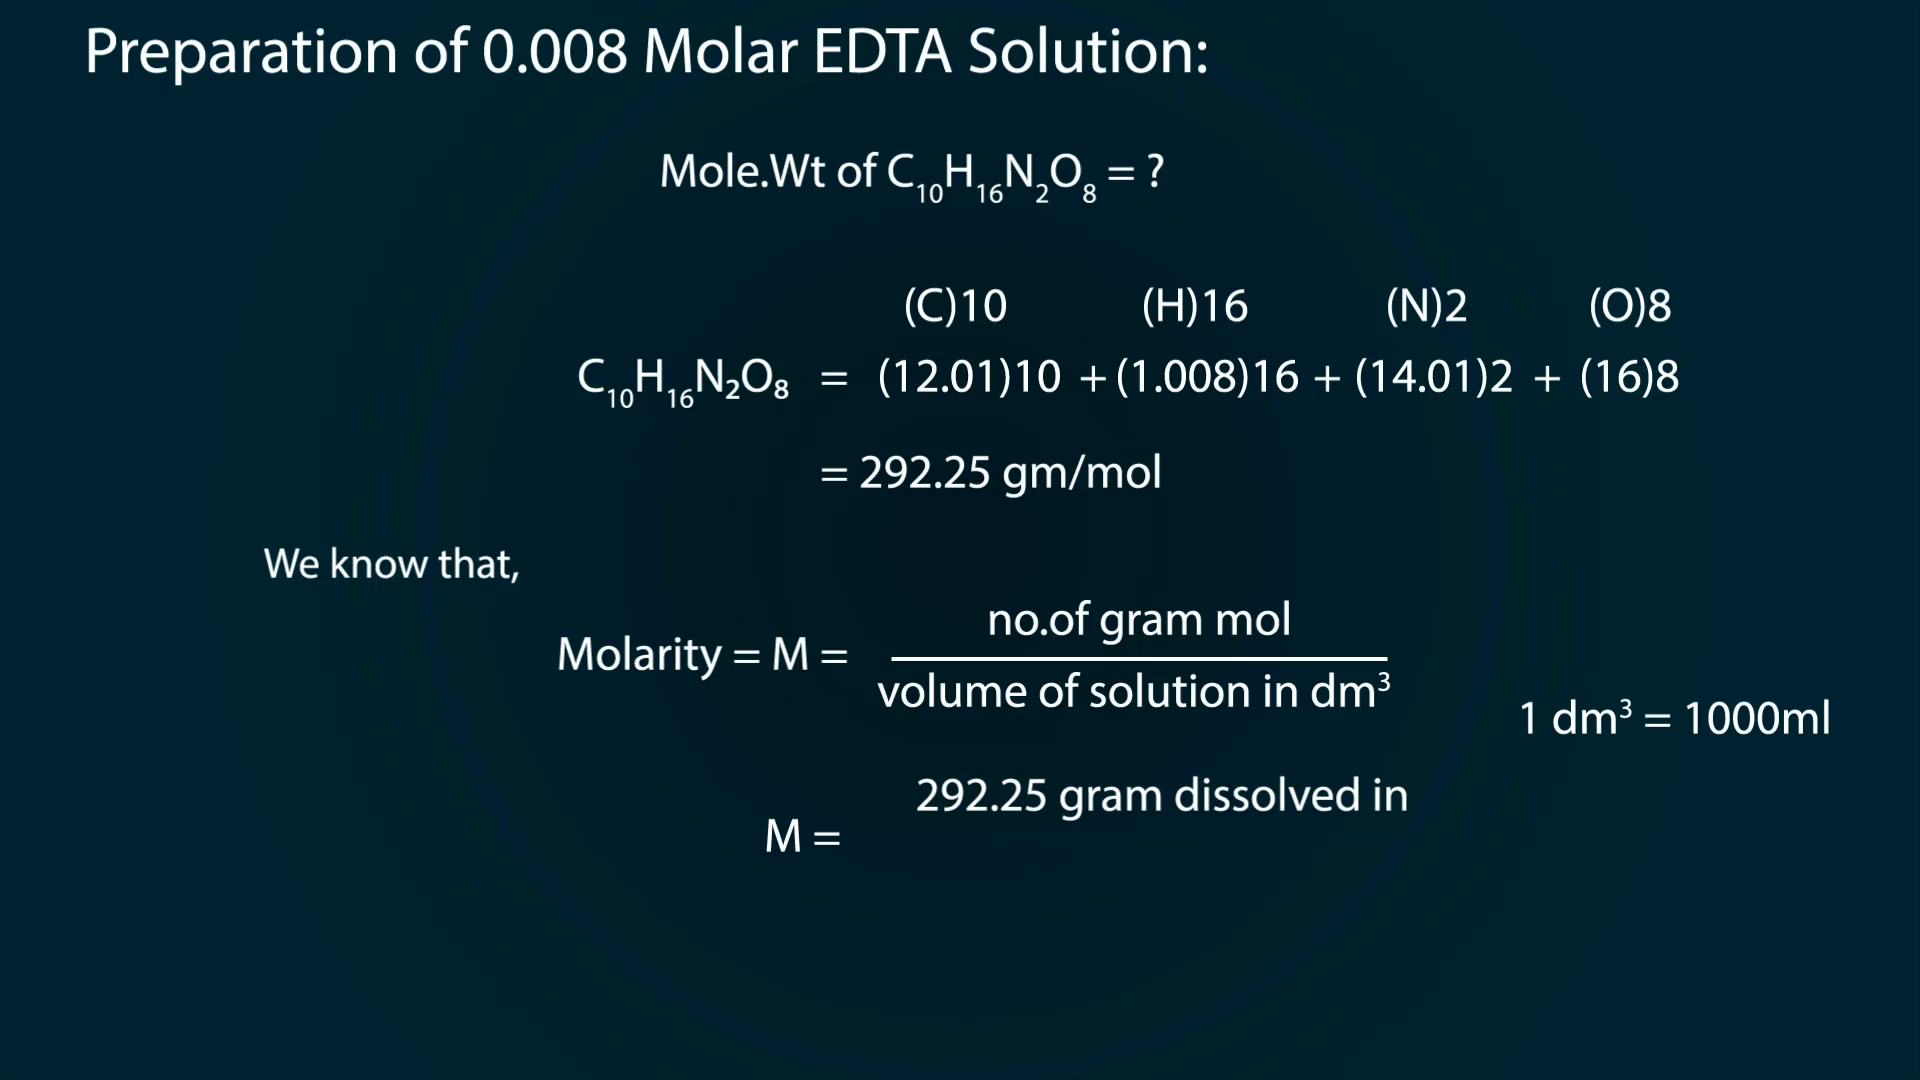 Preparation of 0.008 Molar EDTA Solution:
Mole.Wt of C₁₀H₁₆N₂O₈ = ?
(C)10 (H)16 (N)2 (O)8
C₁₀H₁₆N₂O₈ = (12.01)10 + (1.008)16 + (14.01)2 + (16)8
= 292.25 gm/mol
We know that,
no.of gram mol
Molarity = M =
volume of solution in dm³
1 dm³ = 1000ml
292.25 gram dissolved in
M =